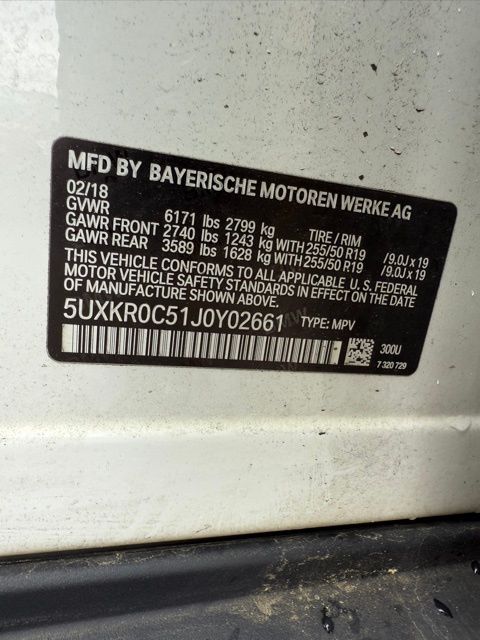 MFD BY BAYERISCHE MOTOREN WERKE AG
02/18
GVWR 6171 lbs 2799 kg TIRE / RIM
GAWR FRONT 2740 lbs 1243 kg WITH 255/50 R19 /9.0J x 19
GAWR REAR 3589 lbs 1628 kg WITH 255/50 R19 /9.0J x 19
THIS VEHICLE CONFORMS TO ALL APPLICABLE U. S. FEDERAL
MOTOR VEHICLE SAFETY STANDARDS IN EFFECT ON THE DATE
OF MANUFACTURE SHOWN ABOVE.
5UXKR0C51J0Y02661 TYPE: MPV
300U
7 320 729